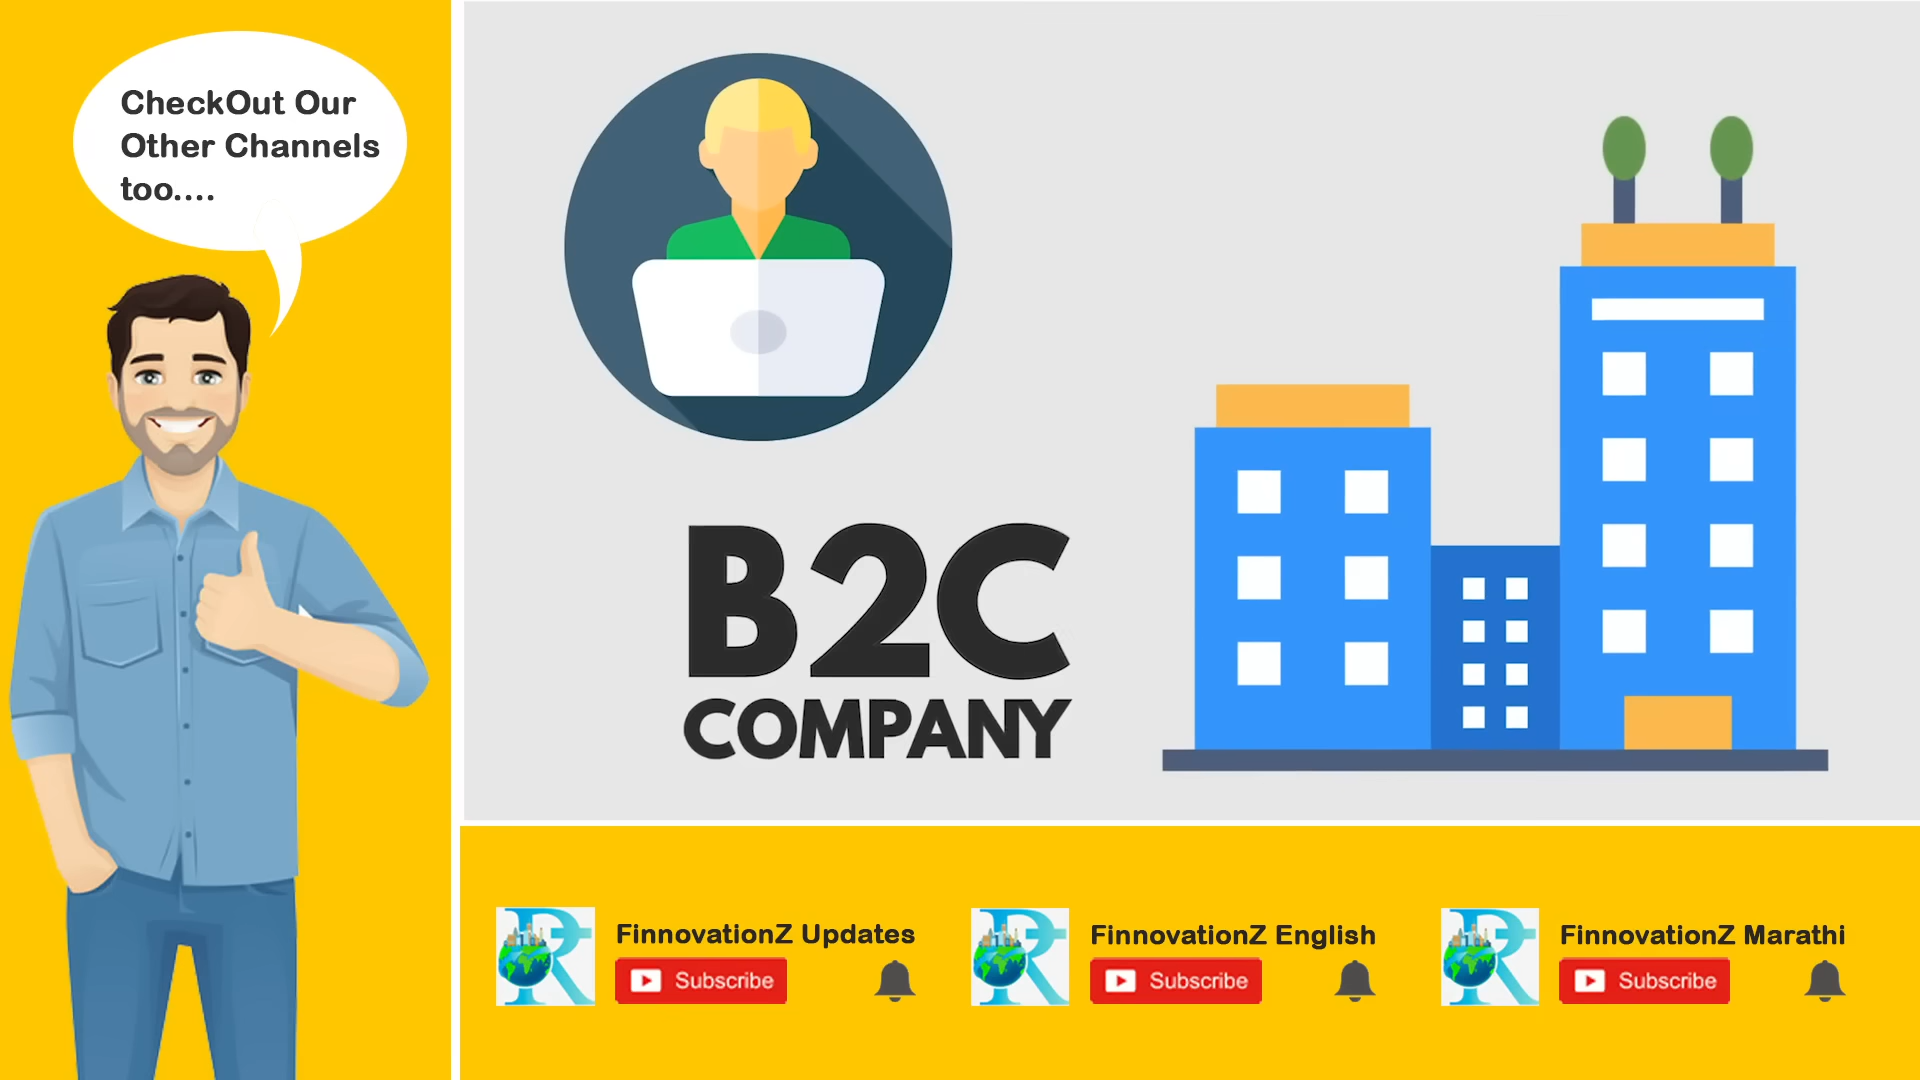 CheckOut Our
Other Channels
too....
B2C
COMPANY
FinnovationZ Updates
Subscribe
FinnovationZ English
Subscribe
FinnovationZ Marathi
Subscribe